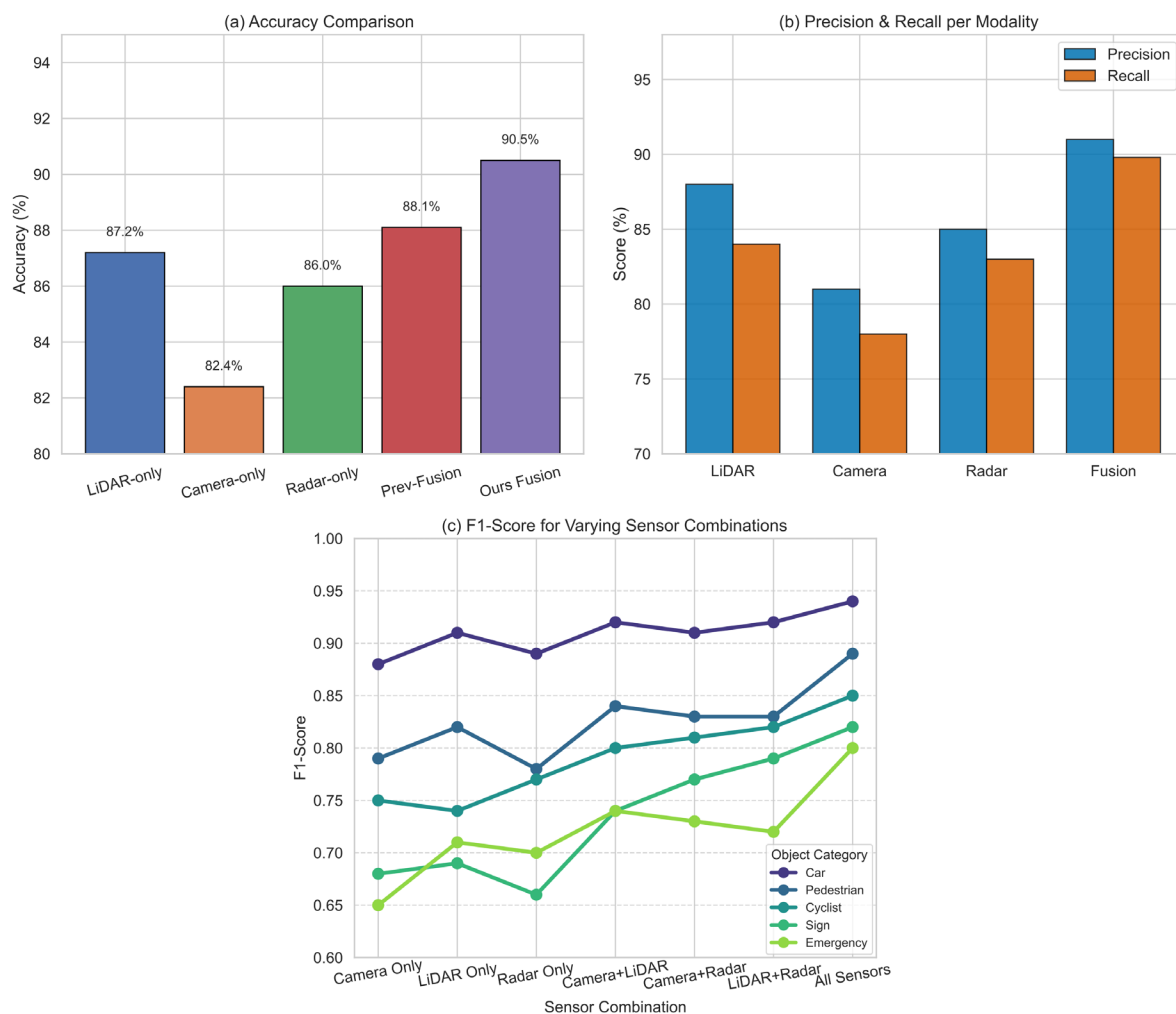 (a) Accuracy Comparison
Accuracy (%)
94
92
90
88
86
84
82
80
87.2%
82.4%
86.0%
88.1%
90.5%
LiDAR-only
Camera-only
Radar-only
Prev-Fusion
Ours Fusion
(b) Precision & Recall per Modality
Score (%)
95
90
85
80
75
70
Precision
Recall
LiDAR
Camera
Radar
Fusion
(c) F1-Score for Varying Sensor Combinations
F1-Score
1.00
0.95
0.90
0.85
0.80
0.75
0.70
0.65
0.60
Object Category
Car
Pedestrian
Cyclist
Sign
Emergency
Camera Only
LiDAR Only
Radar Only
Camera+LiDAR
Camera+Radar
LiDAR+Radar
All Sensors
Sensor Combination